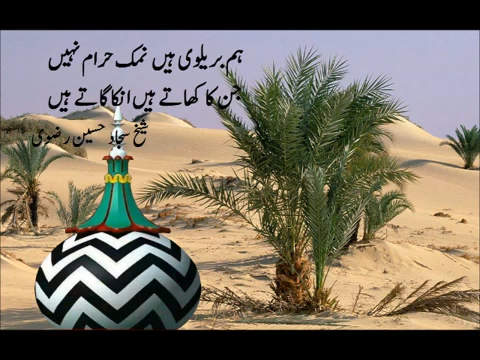 ہم بریلوی ہیں نمک حرام نہیں
جن کا کھاتے ہیں انکا گاتے ہیں
شیخ سجاد حسین رضوی